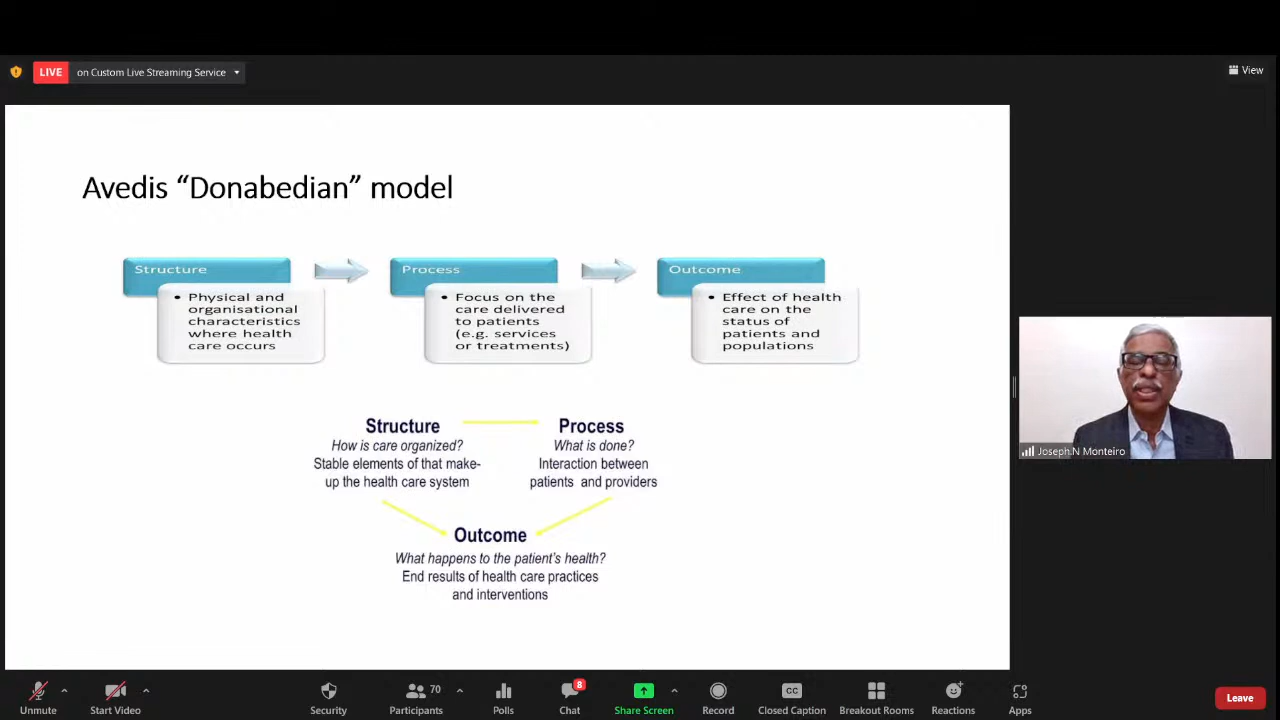 LIVE on Custom Live Streaming Service
View
Avedis “Donabedian” model
Structure
• Physical and
organisational
characteristics
where health
care occurs
Process
• Focus on the
care delivered
to patients
(e.g. services
or treatments)
Outcome
• Effect of health
care on the
status of
patients and
populations
Structure
How is care organized?
Stable elements of that make-
up the health care system
Process
What is done?
Interaction between
patients and providers
Outcome
What happens to the patient’s health?
End results of health care practices
and interventions
Joseph.N Monteiro
Unmute
Start Video
Security
70
Participants
Polls
8
Chat
Share Screen
Record
CC
Closed Caption
Breakout Rooms
Reactions
Apps
Leave